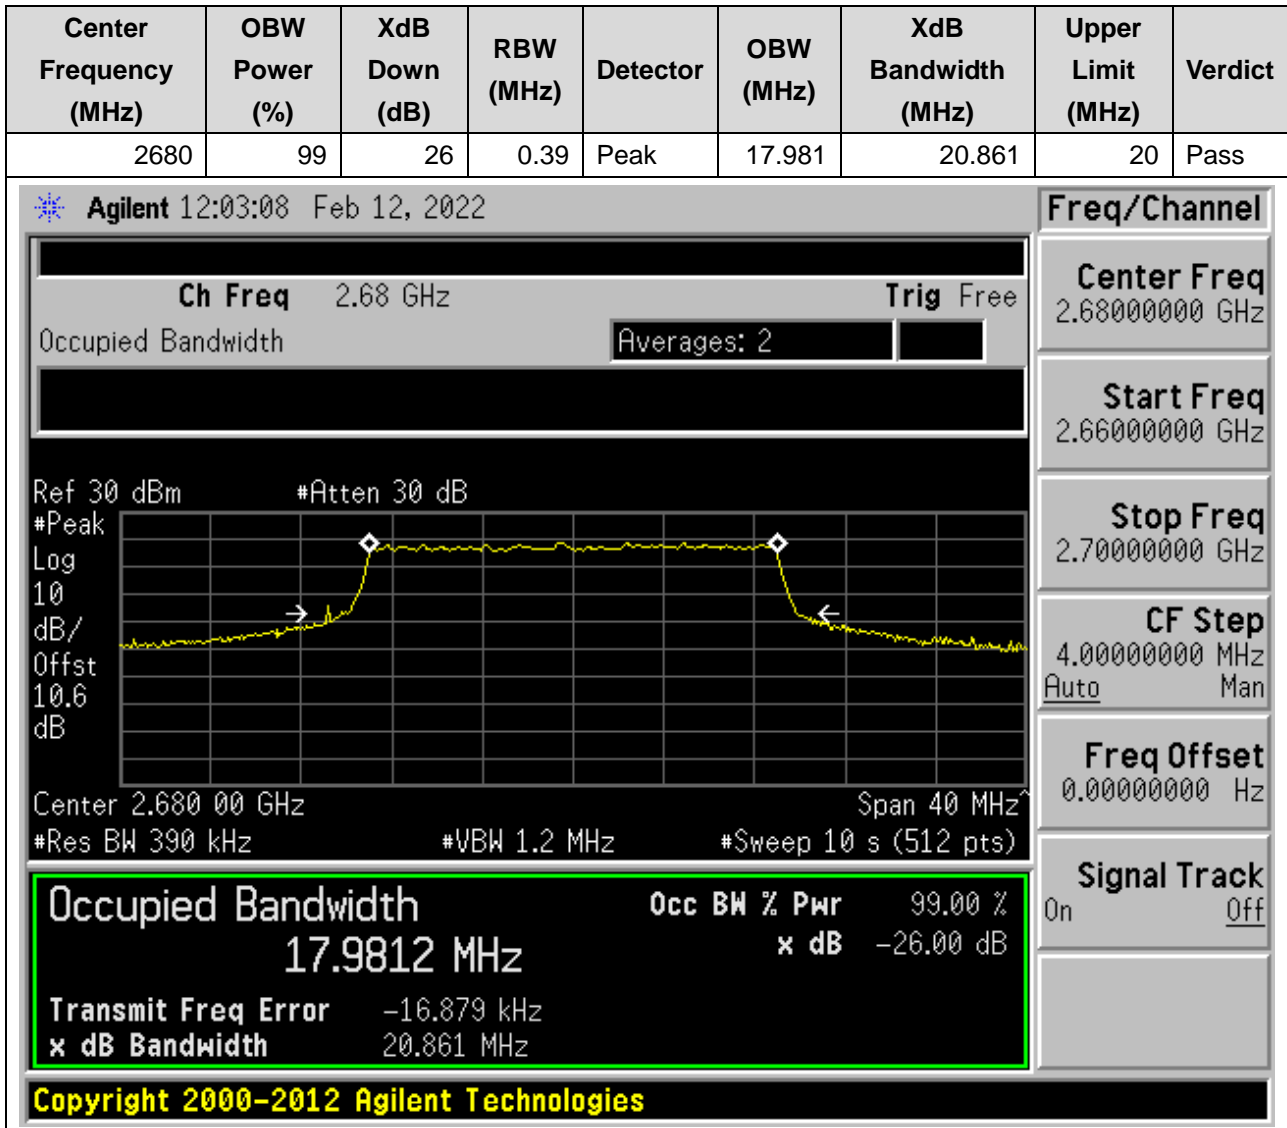 Center Frequency (MHz) OBW Power (%) XdB Down (dB) RBW (MHz) Detector OBW (MHz) XdB Bandwidth (MHz) Upper Limit (MHz) Verdict
2680 99 26 0.39 Peak 17.981 20.861 20 Pass
Agilent 12:03:08 Feb 12, 2022
Freq/Channel
Ch Freq 2.68 GHz Trig Free
Occupied Bandwidth Averages: 2
Center Freq
2.68000000 GHz
Start Freq
2.66000000 GHz
Stop Freq
2.70000000 GHz
CF Step
4.00000000 MHz
Auto Man
Freq Offset
0.00000000 Hz
Signal Track
On Off
Ref 30 dBm #Atten 30 dB
#Peak
Log
10
dB/
Offst
10.6
dB
Center 2.680 00 GHz Span 40 MHz^
#Res BW 390 kHz #VBW 1.2 MHz #Sweep 10 s (512 pts)
Occupied Bandwidth Occ BW % Pwr 99.00 %
17.9812 MHz x dB -26.00 dB
Transmit Freq Error -16.879 kHz
x dB Bandwidth 20.861 MHz
Copyright 2000-2012 Agilent Technologies